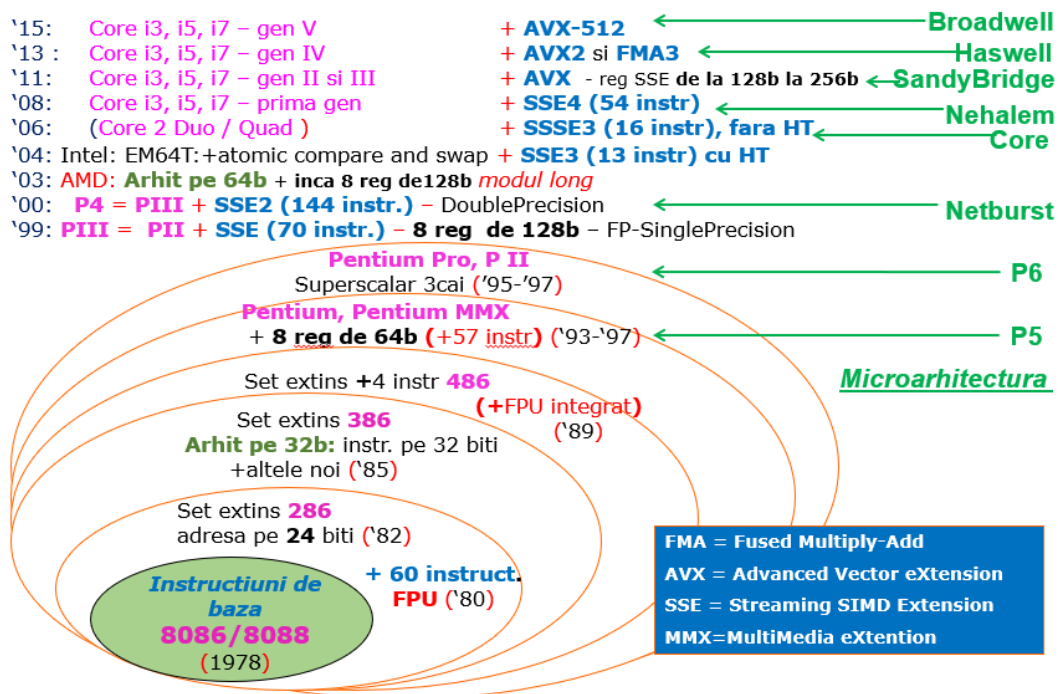 '15: Core i3, i5, i7 – gen V + AVX-512 Broadwell
'13 : Core i3, i5, i7 – gen IV + AVX2 si FMA3 Haswell
'11: Core i3, i5, i7 – gen II si III + AVX - reg SSE de la 128b la 256b SandyBridge
'08: Core i3, i5, i7 – prima gen + SSE4 (54 instr) Nehalem
'06: (Core 2 Duo / Quad ) + SSSE3 (16 instr), fara HT Core
'04: Intel: EM64T:+atomic compare and swap + SSE3 (13 instr) cu HT
'03: AMD: Arhit pe 64b + inca 8 reg de128b modul long
'00: P4 = PIII + SSE2 (144 instr.) – DoublePrecision Netburst
'99: PIII = PII + SSE (70 instr.) – 8 reg de 128b – FP-SinglePrecision
Pentium Pro, P II P6
Superscalar 3cai ('95-'97)
Pentium, Pentium MMX
+ 8 reg de 64b (+57 instr) ('93-'97) P5
Set extins +4 instr 486 Microarhitectura
(+FPU integrat)
('89)
Set extins 386
Arhit pe 32b: instr. pe 32 biti
+altele noi ('85)
Set extins 286
adresa pe 24 biti ('82)
+ 60 instruct.
FPU ('80)
Instructiuni de
baza
8086/8088
(1978)
FMA = Fused Multiply-Add
AVX = Advanced Vector eXtension
SSE = Streaming SIMD Extension
MMX=MultiMedia eXtention